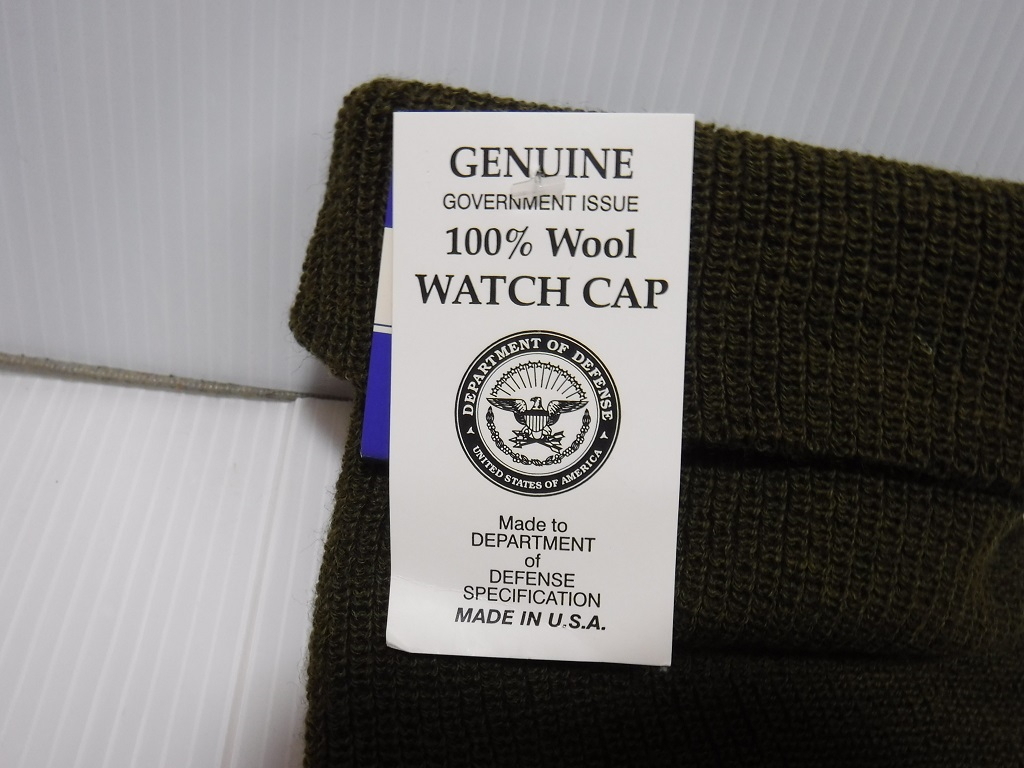 GENUINE
GOVERNMENT ISSUE
100% Wool
WATCH CAP
DEPARTMENT OF DEFENSE
UNITED STATES OF AMERICA
Made to
DEPARTMENT
of
DEFENSE
SPECIFICATION
MADE IN U.S.A.